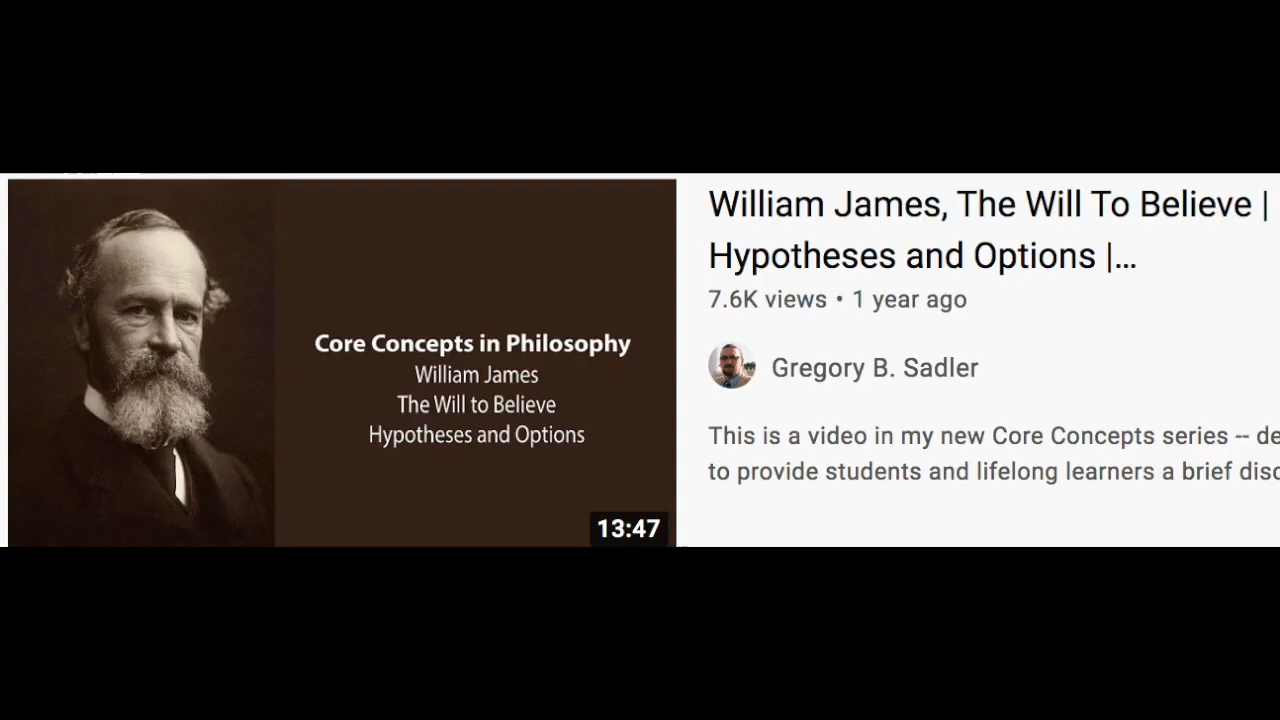 Core Concepts in Philosophy
William James
The Will to Believe
Hypotheses and Options
13:47
William James, The Will To Believe |
Hypotheses and Options |...
7.6K views • 1 year ago
Gregory B. Sadler
This is a video in my new Core Concepts series -- de
to provide students and lifelong learners a brief disc